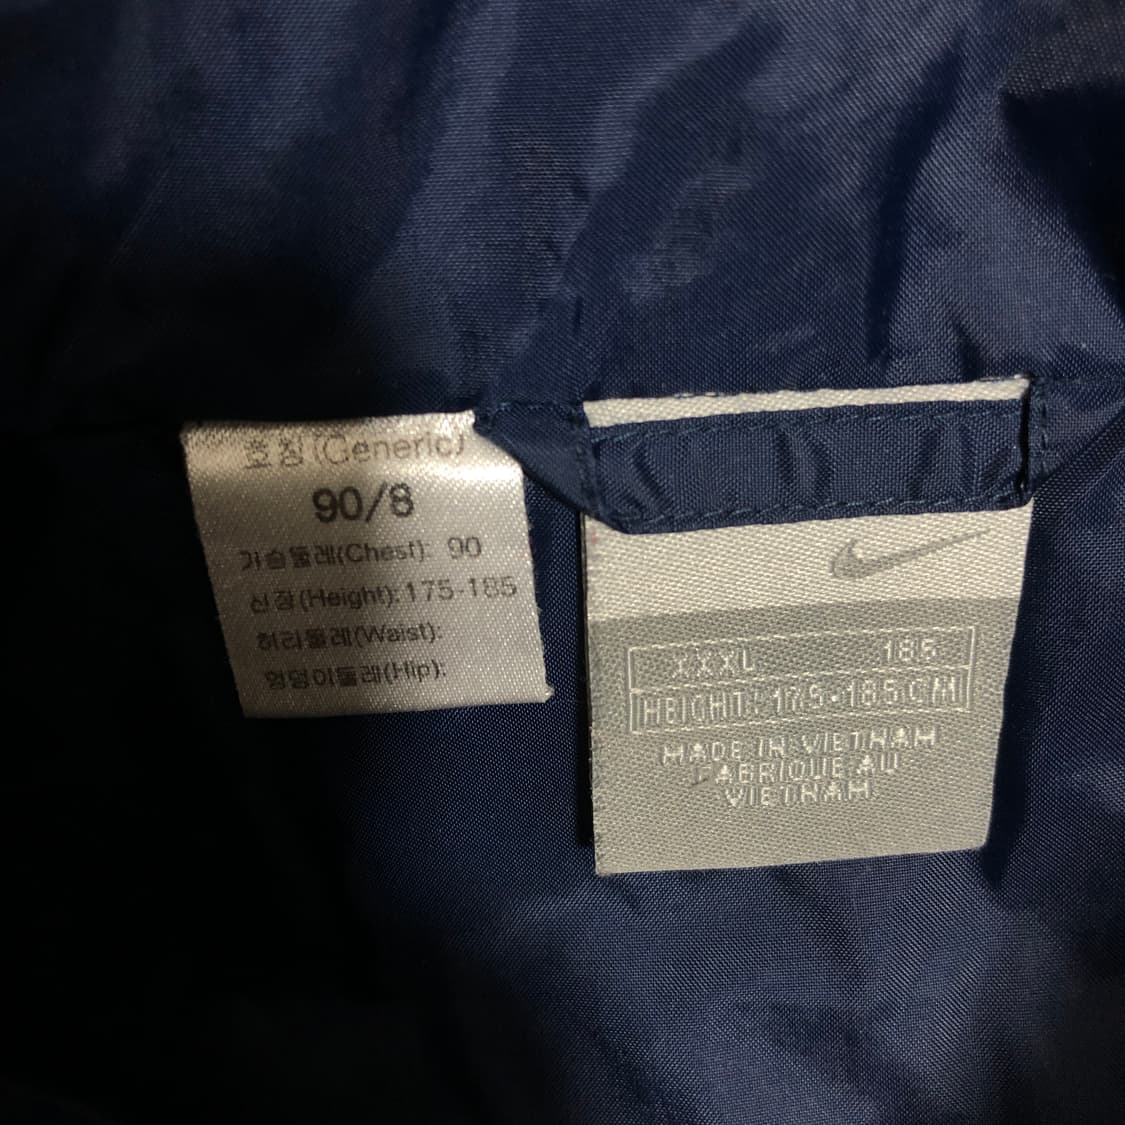 호칭(Generic)
90/8
가슴둘레(Chest): 90
신장(Height):175-185
허리둘레(Waist):
엉덩이둘레(Hip):
XXXL 185
HEIGHT: 175-185CM
MADE IN VIETNAM
FABRIQUE AU
VIETNAM